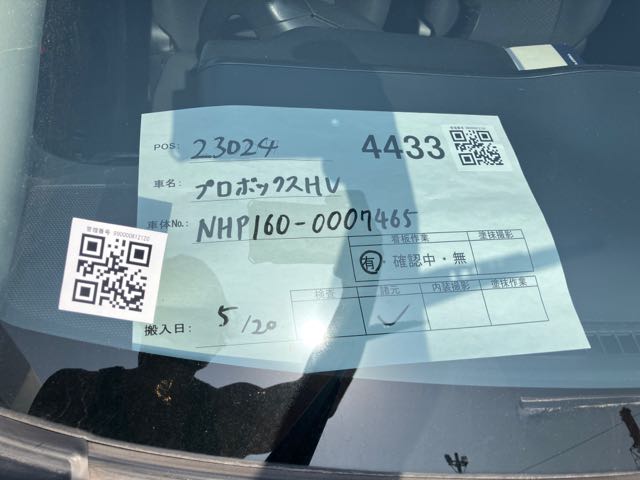 POS: 23024 4433
車名: プロボックスHV
車体No.: NHP160-0007465
看板作業 塗抹撮影
有・確認中・無
検査 諸元 内装撮影 塗抹作業
搬入日: 5/20